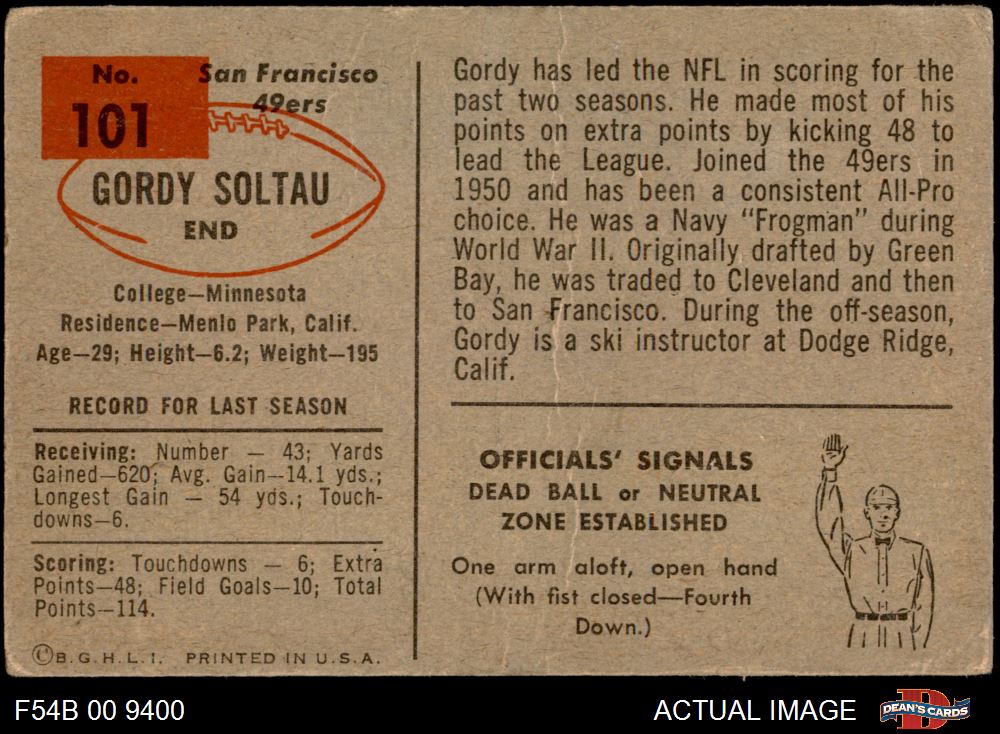 No.
101
San Francisco
49ers
GORDY SOLTAU
END
College—Minnesota
Residence—Menlo Park, Calif.
Age—29; Height—6.2; Weight—195
RECORD FOR LAST SEASON
Receiving: Number — 43; Yards
Gained—620; Avg. Gain—14.1 yds.;
Longest Gain — 54 yds.; Touch-
downs—6.
Scoring: Touchdowns — 6; Extra
Points—48; Field Goals—10; Total
Points—114.
©B.G.H.L.I. PRINTED IN U.S.A.
Gordy has led the NFL in scoring for the
past two seasons. He made most of his
points on extra points by kicking 48 to
lead the League. Joined the 49ers in
1950 and has been a consistent All-Pro
choice. He was a Navy "Frogman" during
World War II. Originally drafted by Green
Bay, he was traded to Cleveland and then
to San Francisco. During the off-season,
Gordy is a ski instructor at Dodge Ridge,
Calif.
OFFICIALS' SIGNALS
DEAD BALL or NEUTRAL
ZONE ESTABLISHED
One arm aloft, open hand
(With fist closed—Fourth
Down.)
F54B 00 9400
ACTUAL IMAGE
D
DEAN'S CARDS